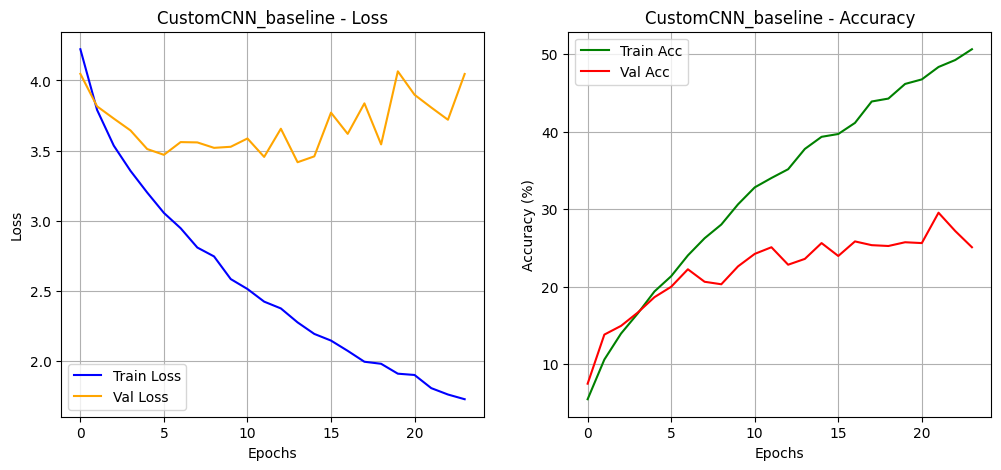 CustomCNN_baseline - Loss
Loss
4.0
3.5
3.0
2.5
2.0
Train Loss
Val Loss
0 5 10 15 20
Epochs
CustomCNN_baseline - Accuracy
Accuracy (%)
50
40
30
20
10
Train Acc
Val Acc
0 5 10 15 20
Epochs